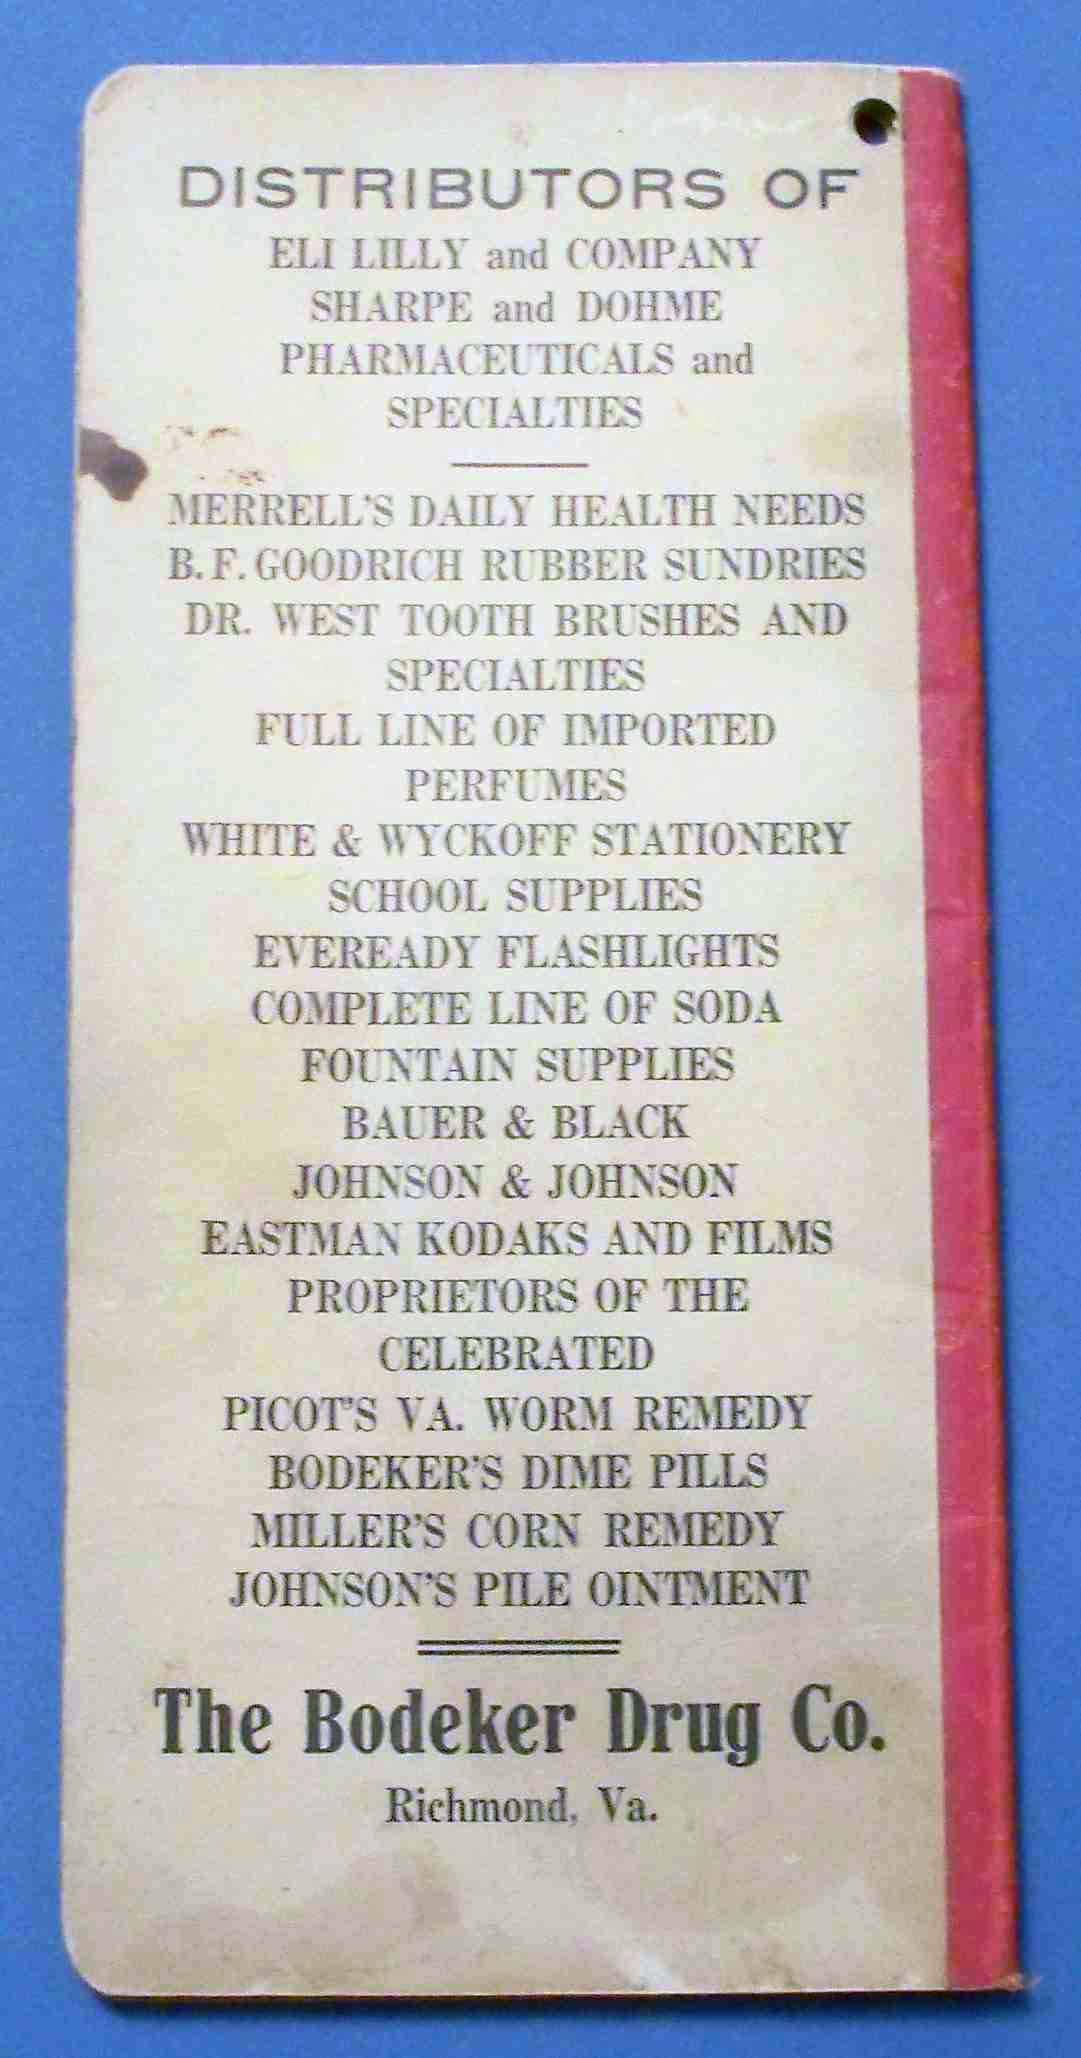 DISTRIBUTORS OF
ELI LILLY and COMPANY
SHARPE and DOHME
PHARMACEUTICALS and
SPECIALTIES
MERRELL'S DAILY HEALTH NEEDS
B. F. GOODRICH RUBBER SUNDRIES
DR. WEST TOOTH BRUSHES AND
SPECIALTIES
FULL LINE OF IMPORTED
PERFUMES
WHITE & WYCKOFF STATIONERY
SCHOOL SUPPLIES
EVEREADY FLASHLIGHTS
COMPLETE LINE OF SODA
FOUNTAIN SUPPLIES
BAUER & BLACK
JOHNSON & JOHNSON
EASTMAN KODAKS AND FILMS
PROPRIETORS OF THE
CELEBRATED
PICOT'S VA. WORM REMEDY
BODEKER'S DIME PILLS
MILLER'S CORN REMEDY
JOHNSON'S PILE OINTMENT
The Bodeker Drug Co.
Richmond, Va.